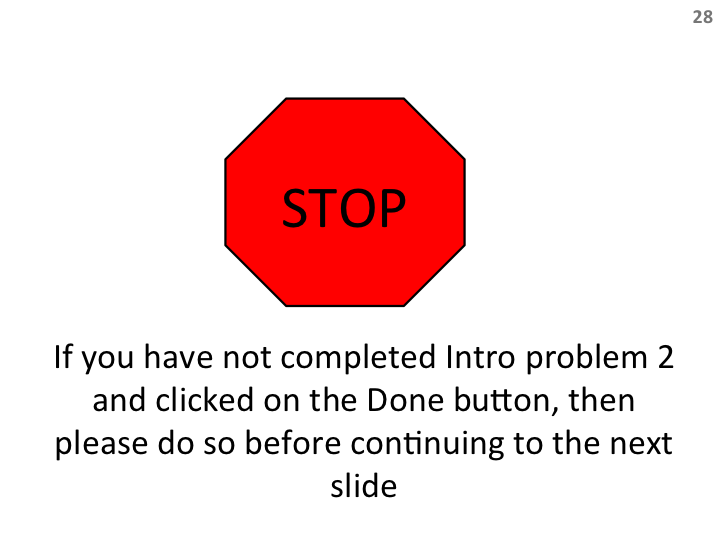 28
STOP
If you have not completed Intro problem 2
and clicked on the Done button, then
please do so before continuing to the next
slide